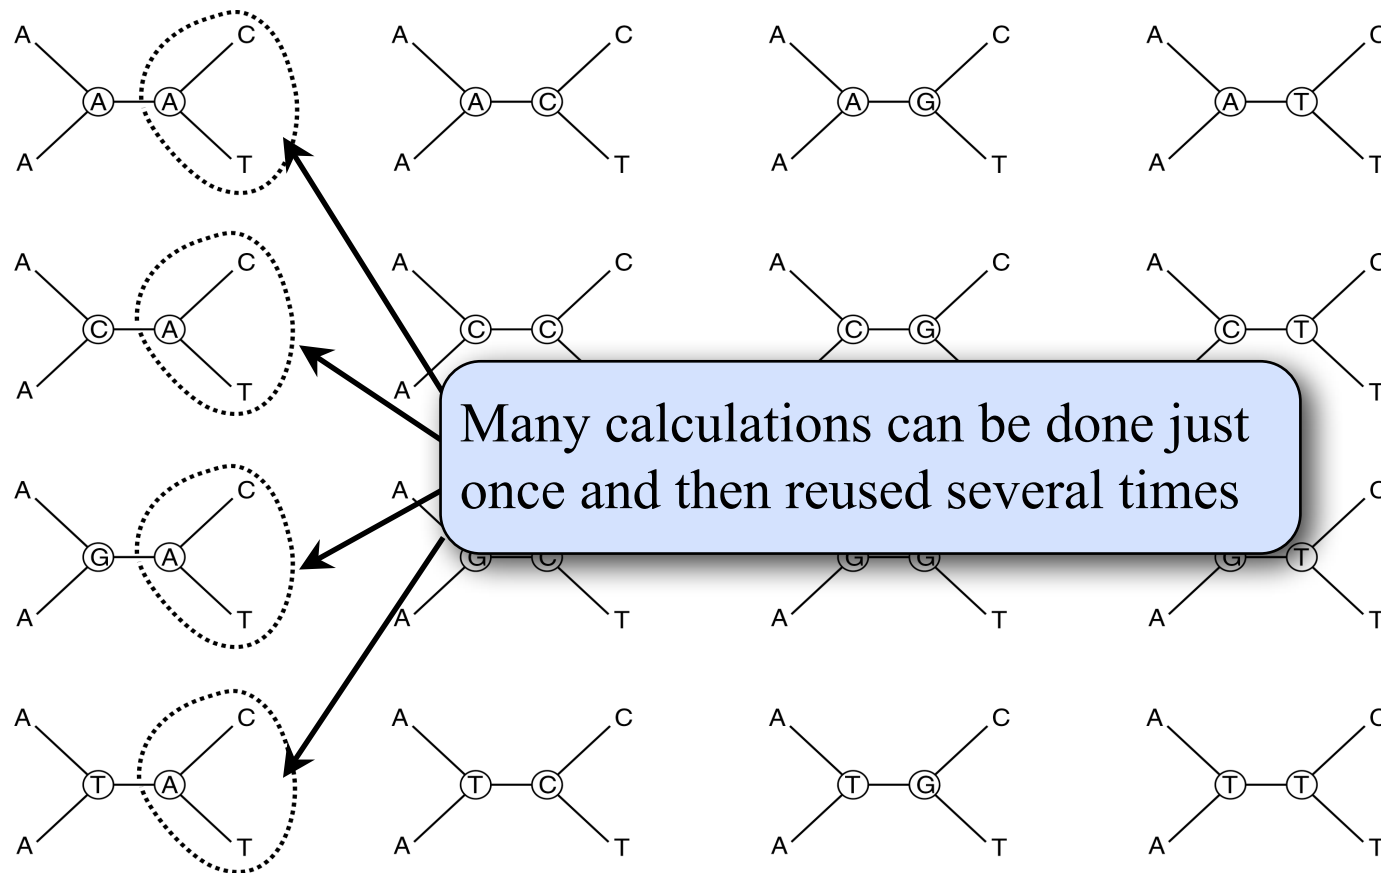 A C A C A C A C
A A A C A G A T
A T A T A T A T
A C A C A C A C
C A C C C G C T
A T A T
Many calculations can be done just
once and then reused several times
A C A C
G A G C G G G T
A T A T A T A T
A C A C A C A C
T A T C T G T T
A T A T A T A T